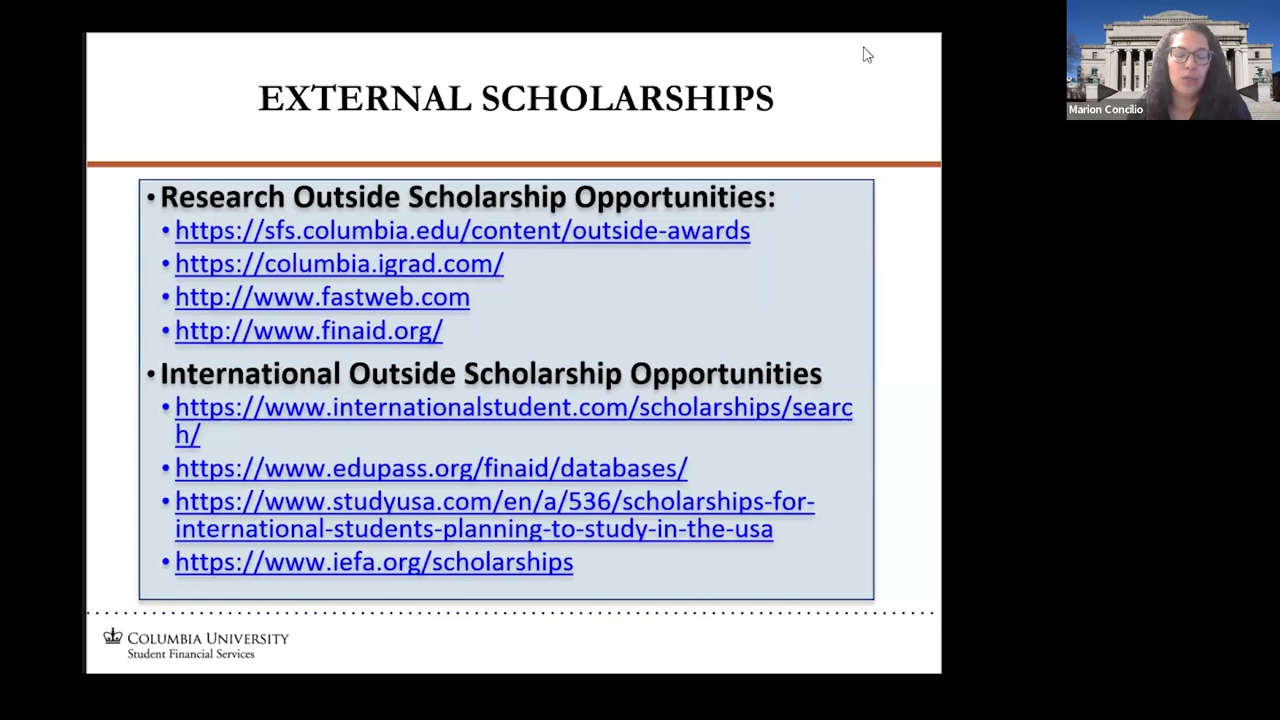 EXTERNAL SCHOLARSHIPS
Marion Concilio
• Research Outside Scholarship Opportunities:
• https://sfs.columbia.edu/content/outside-awards
• https://columbia.igrad.com/
• http://www.fastweb.com
• http://www.finaid.org/
• International Outside Scholarship Opportunities
• https://www.internationalstudent.com/scholarships/searc
h/
• https://www.edupass.org/finaid/databases/
• https://www.studyusa.com/en/a/536/scholarships-for-
international-students-planning-to-study-in-the-usa
• https://www.iefa.org/scholarships
COLUMBIA UNIVERSITY
Student Financial Services